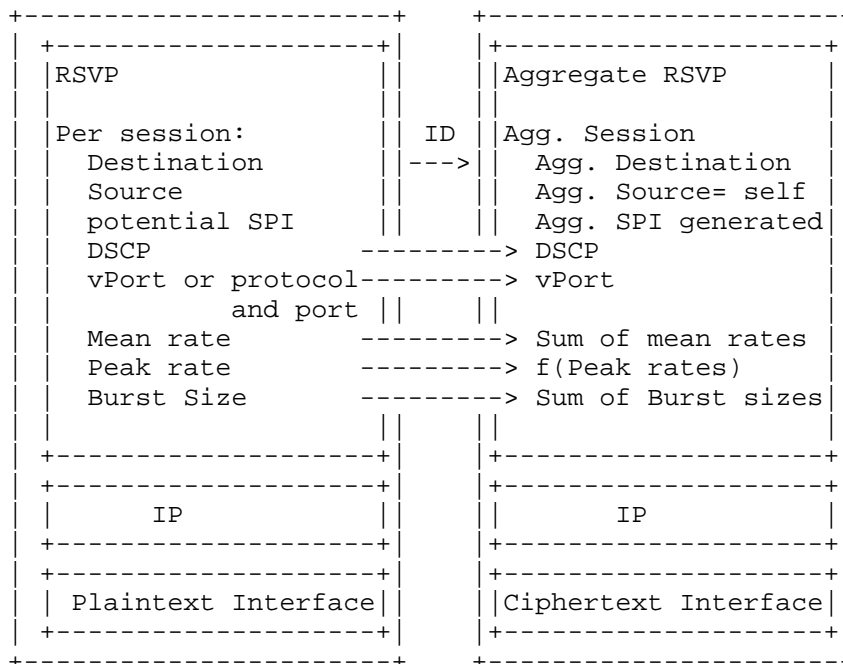 RSVP Aggregate RSVP
Per session: ID Agg. Session
Destination ---> Agg. Destination
Source Agg. Source= self
potential SPI Agg. SPI generated
DSCP ---------> DSCP
vPort or protocol---------> vPort
and port
Mean rate ---------> Sum of mean rates
Peak rate ---------> f(Peak rates)
Burst Size ---------> Sum of Burst sizes
IP IP
Plaintext Interface Ciphertext Interface